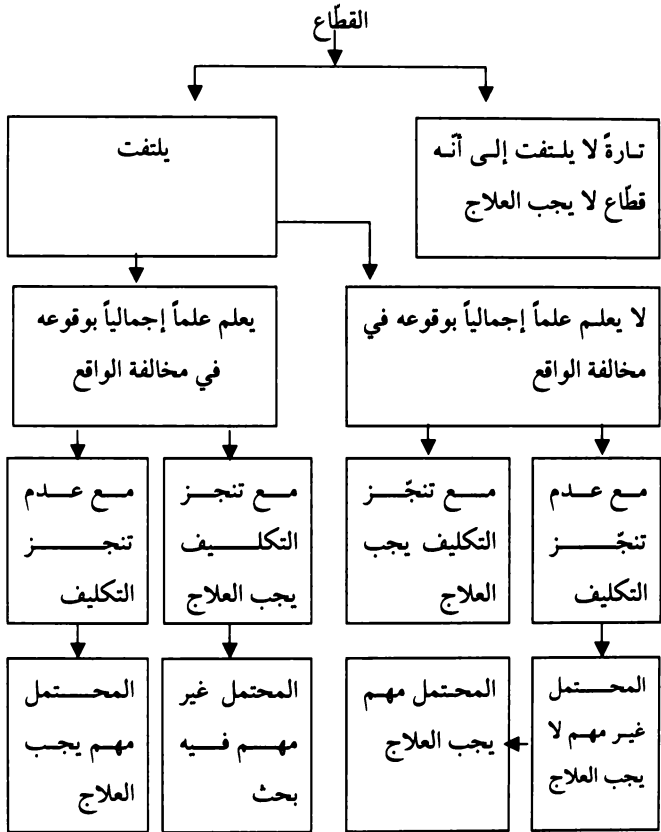 القطّاع
تارةً لا يلتفت إلى أنّه
قطّاع لا يجب العلاج
يلتفت
لا يعلم علماً إجمالياً بوقوعه في
مخالفة الواقع
يعلم علماً إجمالياً بوقوعه
في مخالفة الواقع
مع عدم
تنجّز
التكليف
مع تنجّز
التكليف يجب
العلاج
مع تنجز
التكليف
يجب العلاج
مع عدم
تنجز
التكليف
المحتمل
غير مهم لا
يجب العلاج
المحتمل مهم
يجب العلاج
المحتمل غير
مهم فيه
بحث
المحتمل
مهم يجب
العلاج